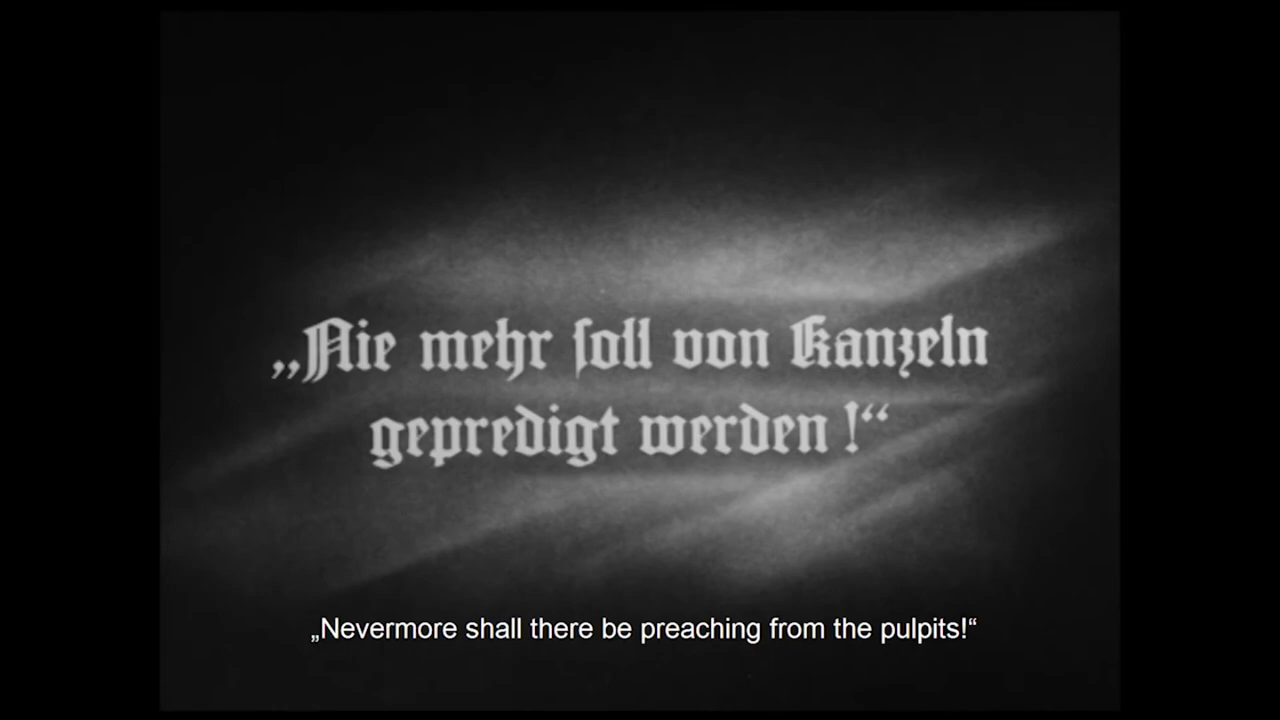 „Nie mehr ſoll von Kanzeln
gepredigt werden!“
„Nevermore shall there be preaching from the pulpits!“